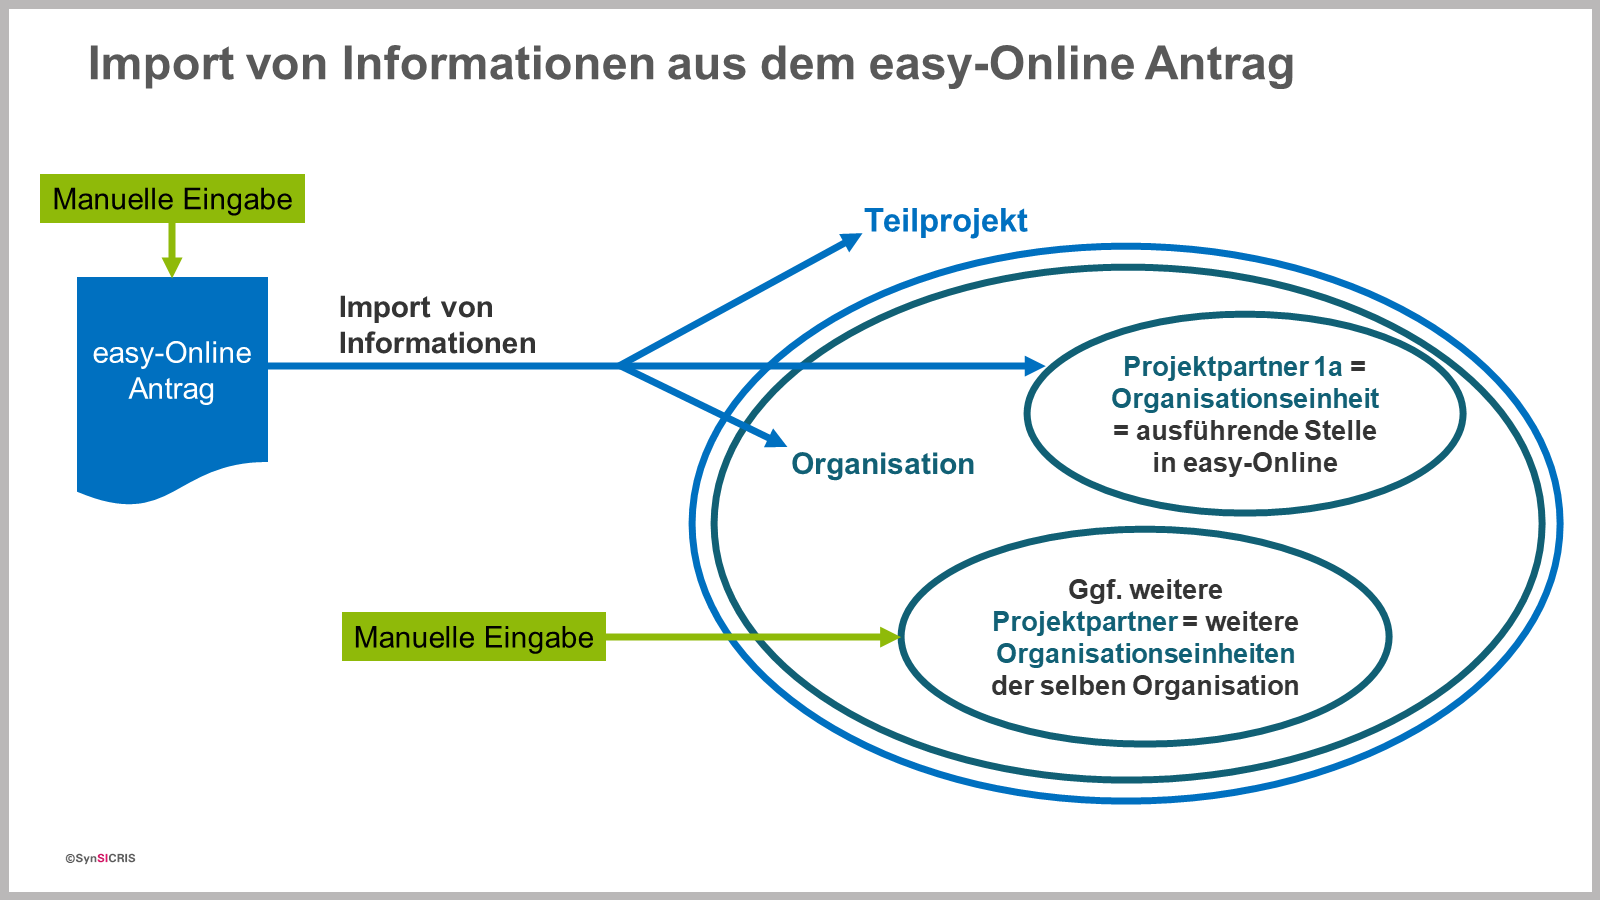 Import von Informationen aus dem easy-Online Antrag
Manuelle Eingabe
easy-Online
Antrag
Import von
Informationen
Teilprojekt
Organisation
Projektpartner 1a =
Organisationseinheit
= ausführende Stelle
in easy-Online
Manuelle Eingabe
Ggf. weitere
Projektpartner = weitere
Organisationseinheiten
der selben Organisation
©SynSICRIS